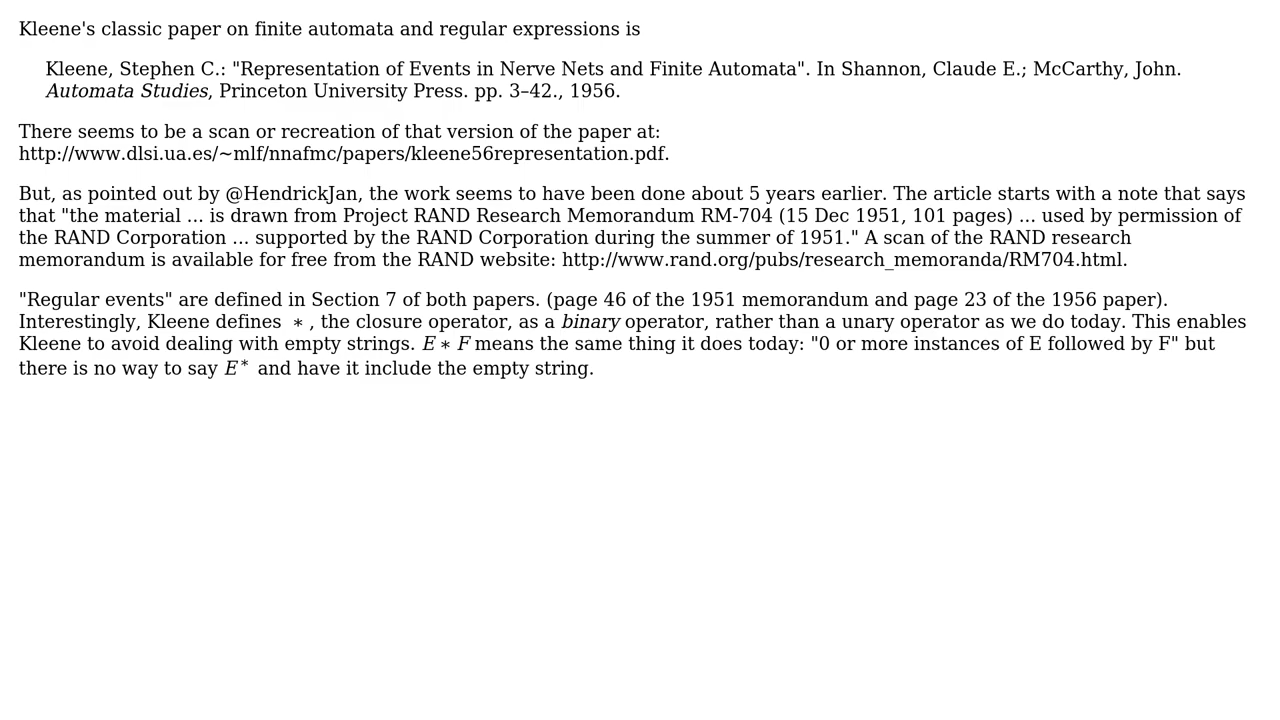 Kleene's classic paper on finite automata and regular expressions is
Kleene, Stephen C.: "Representation of Events in Nerve Nets and Finite Automata". In Shannon, Claude E.; McCarthy, John.
Automata Studies, Princeton University Press. pp. 3–42., 1956.
There seems to be a scan or recreation of that version of the paper at:
http://www.dlsi.ua.es/~mlf/nnafmc/papers/kleene56representation.pdf.
But, as pointed out by @HendrickJan, the work seems to have been done about 5 years earlier. The article starts with a note that says
that "the material ... is drawn from Project RAND Research Memorandum RM-704 (15 Dec 1951, 101 pages) ... used by permission of
the RAND Corporation ... supported by the RAND Corporation during the summer of 1951." A scan of the RAND research
memorandum is available for free from the RAND website: http://www.rand.org/pubs/research_memoranda/RM704.html.
"Regular events" are defined in Section 7 of both papers. (page 46 of the 1951 memorandum and page 23 of the 1956 paper).
Interestingly, Kleene defines ∗, the closure operator, as a binary operator, rather than a unary operator as we do today. This enables
Kleene to avoid dealing with empty strings. E ∗ F means the same thing it does today: "0 or more instances of E followed by F" but
there is no way to say E* and have it include the empty string.